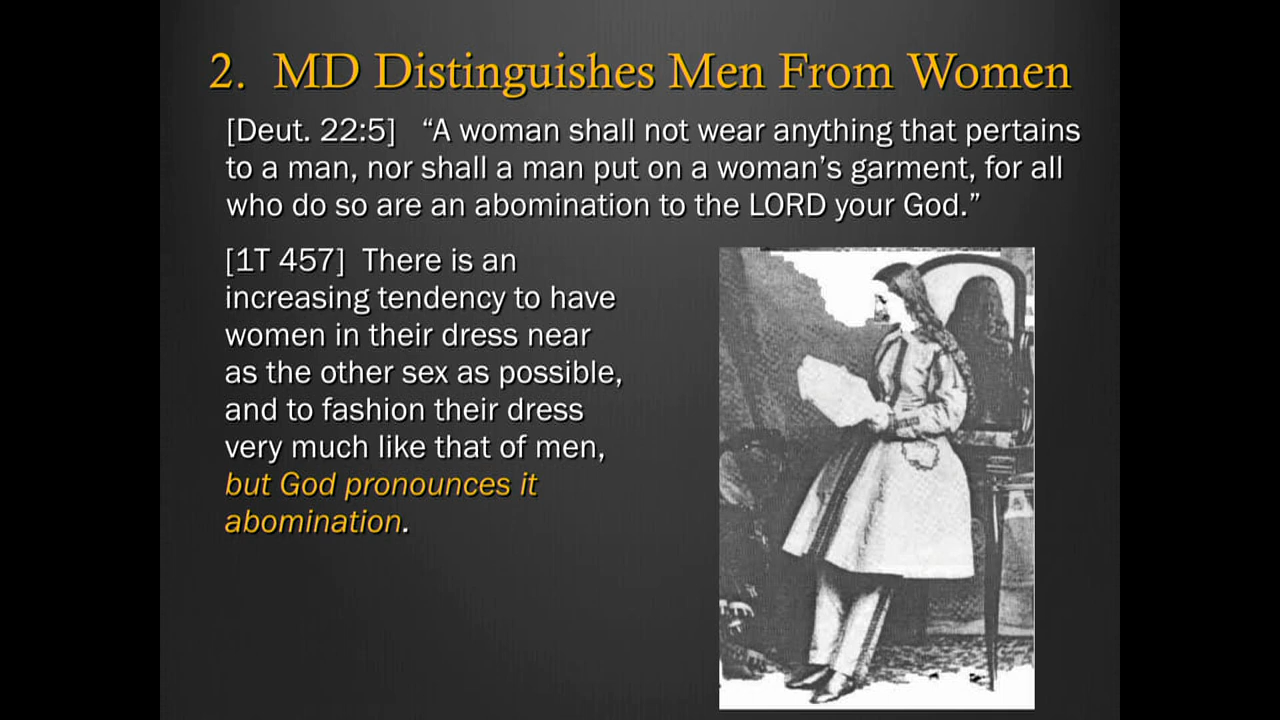 2. MD Distinguishes Men From Women
[Deut. 22:5] “A woman shall not wear anything that pertains
to a man, nor shall a man put on a woman’s garment, for all
who do so are an abomination to the LORD your God.”
[1T 457] There is an
increasing tendency to have
women in their dress near
as the other sex as possible,
and to fashion their dress
very much like that of men,
but God pronounces it
abomination.